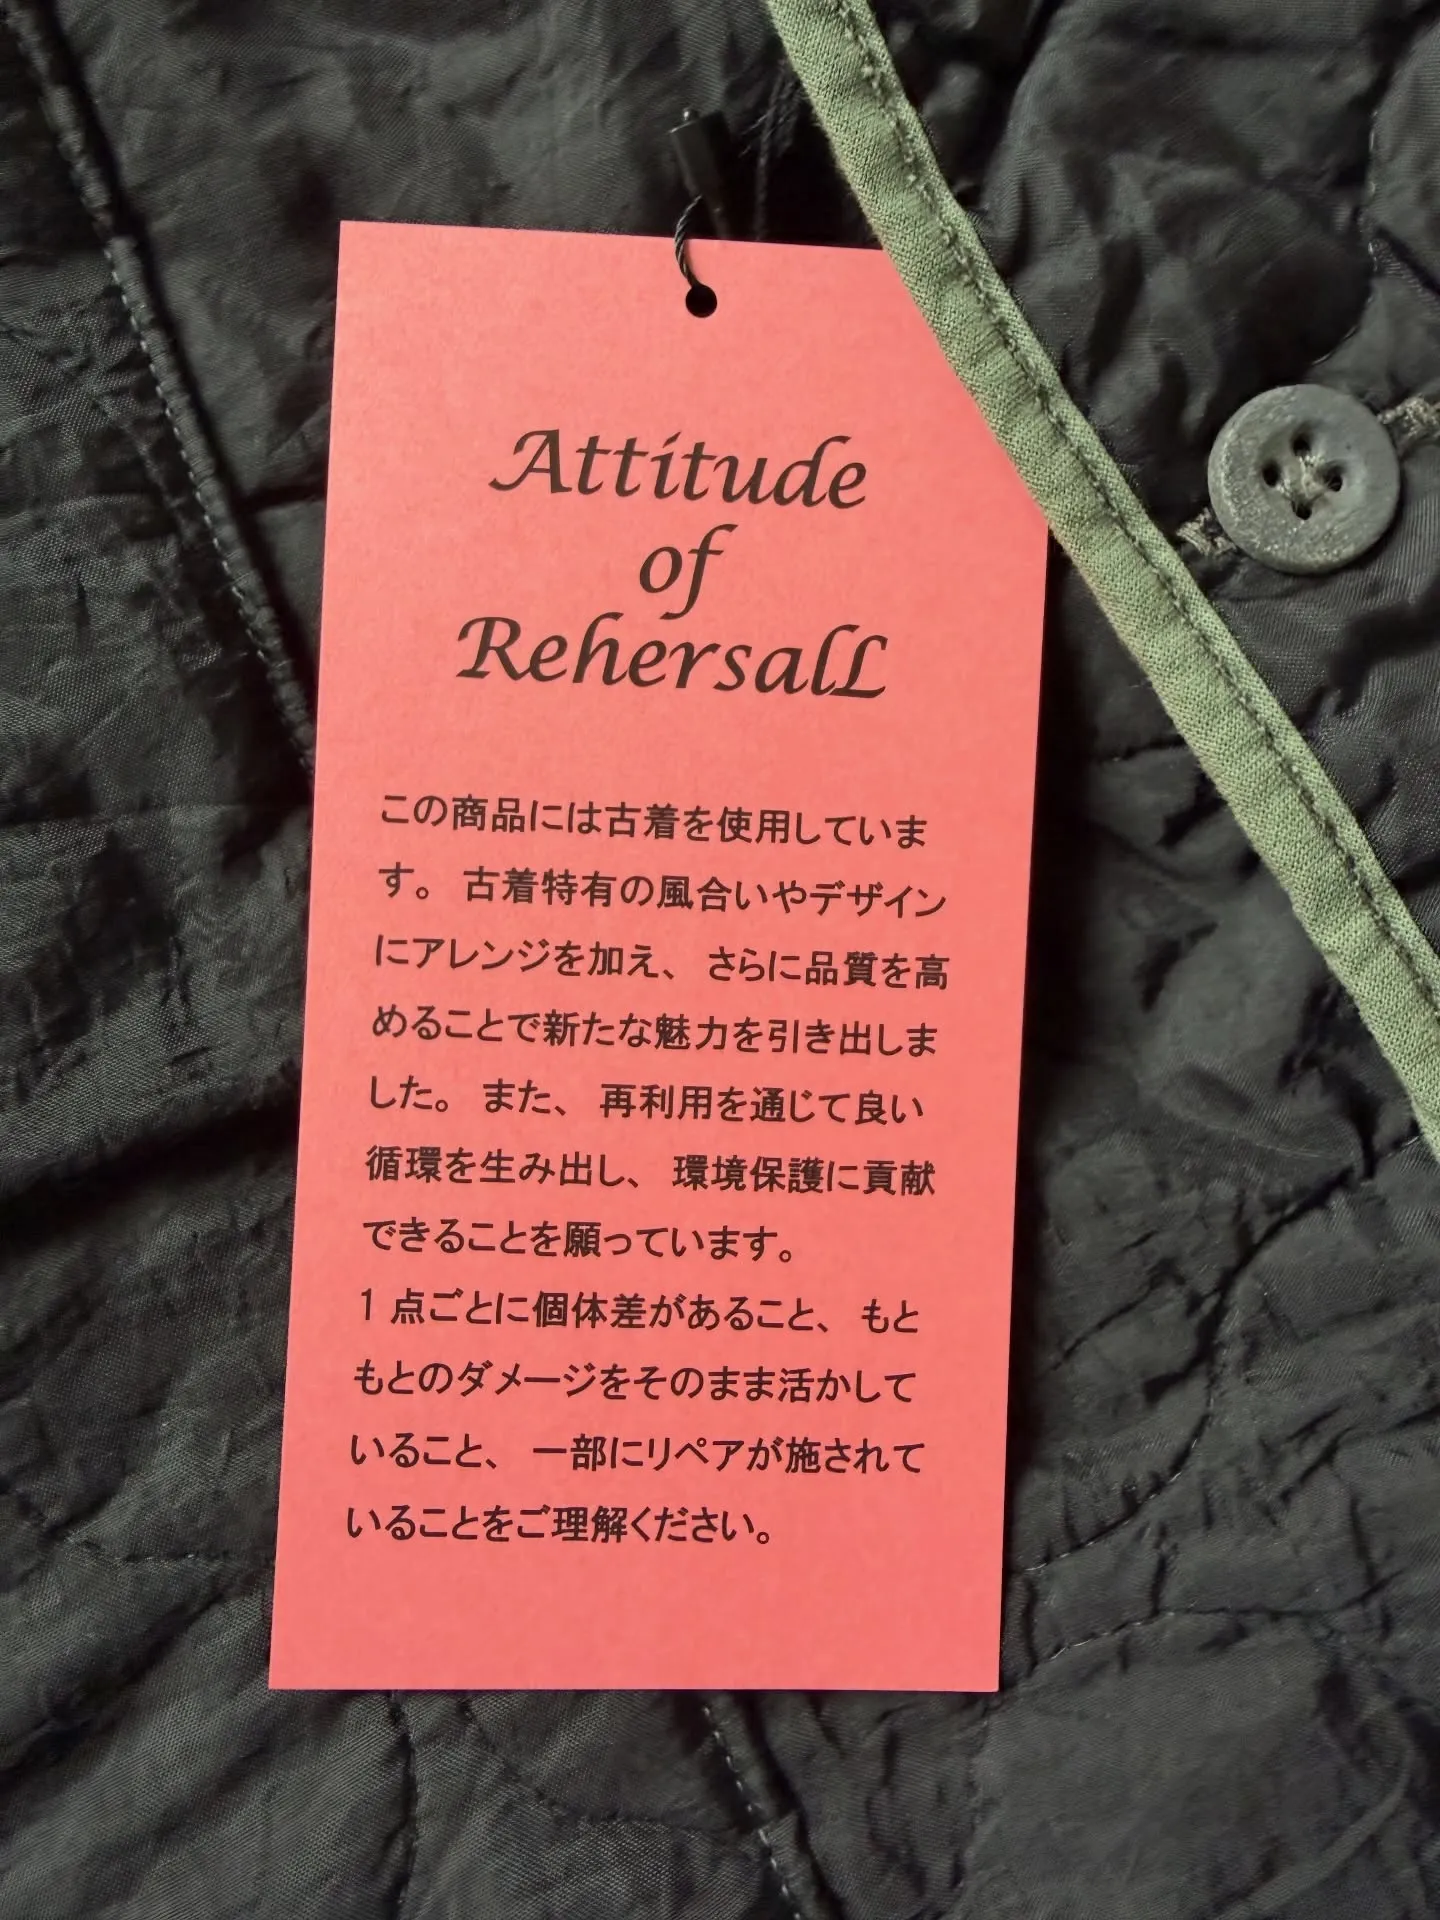 Attitude
of
RehersalL
この商品には古着を使用していま
す。 古着特有の風合いやデザイン
にアレンジを加え、 さらに品質を高
めることで新たな魅力を引き出しま
した。 また、 再利用を通じて良い
循環を生み出し、 環境保護に貢献
できることを願っています。
1 点ごとに個体差があること、 もと
もとのダメージをそのまま活かして
いること、 一部にリペアが施されて
いることをご理解ください。